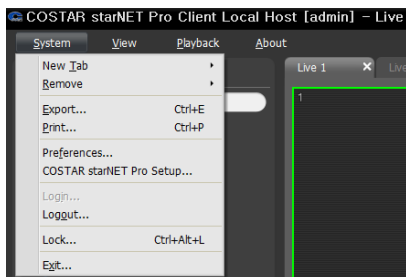 COSTAR starNET Pro Client Local Host [admin] - Live
System View Playback About
New Tab
Remove
Export... Ctrl+E
Print... Ctrl+P
Preferences...
COSTAR starNET Pro Setup...
Login...
Logout...
Lock... Ctrl+Alt+L
Exit...
Live 1 Live
1